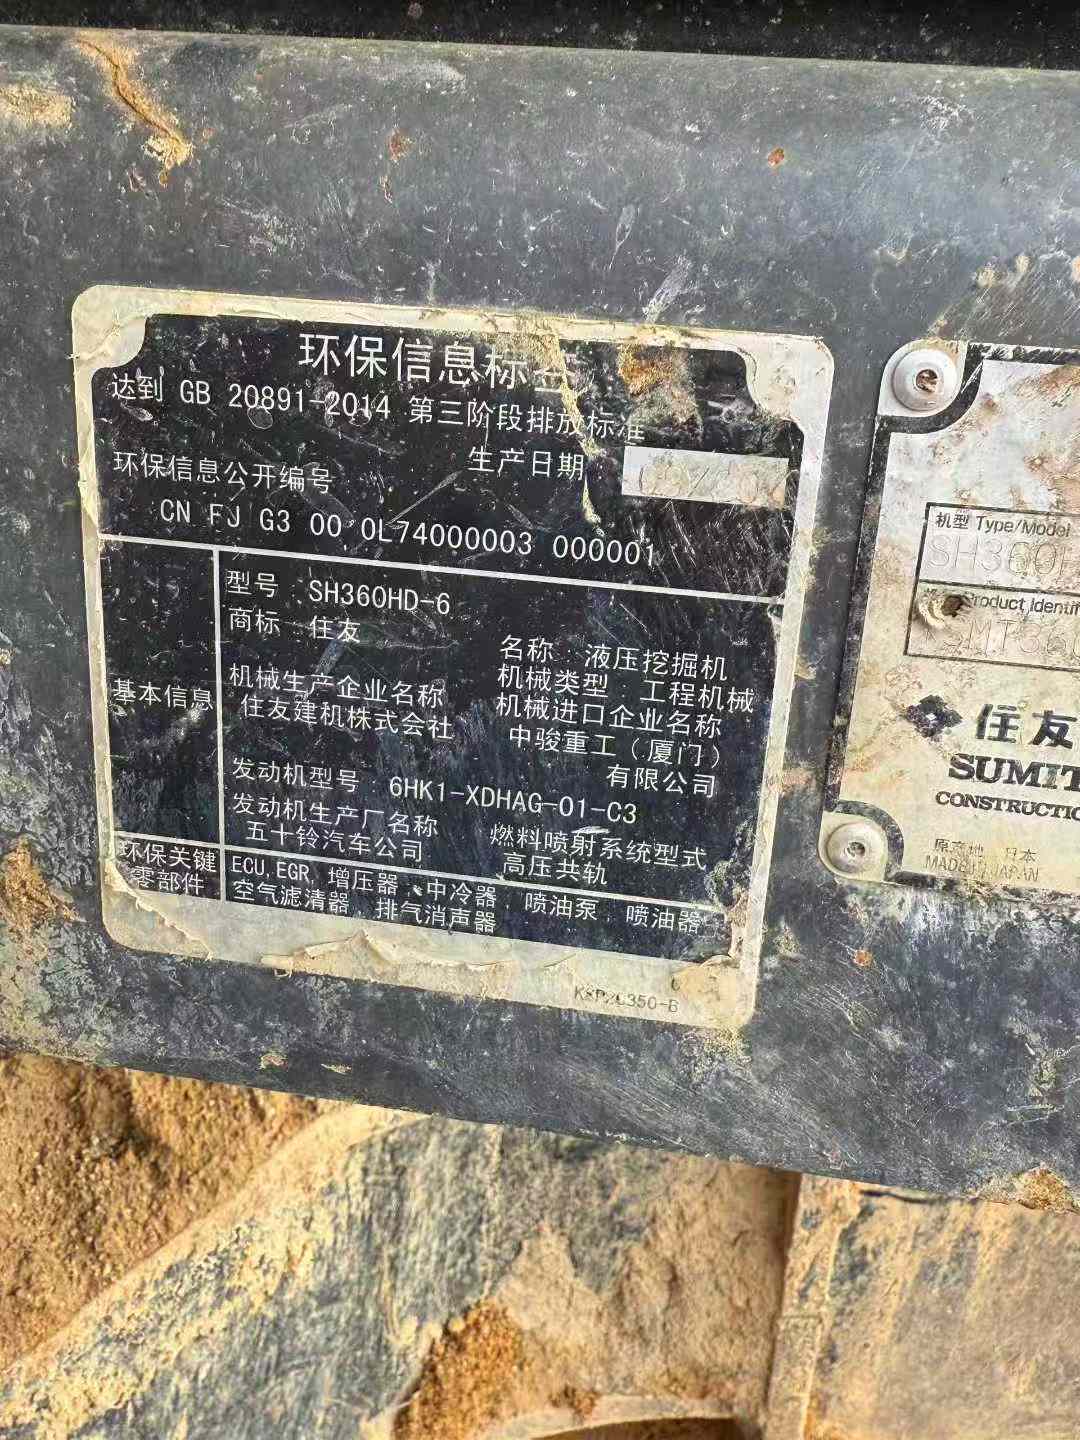 环保信息标签
达到 GB 20891-2014 第三阶段排放标准
生产日期
环保信息公开编号
CN FJ G3 00 0L74000003 000001
基本信息
型号 : SH360HD-6
商标 : 住友
名称 : 液压挖掘机
机械类型 : 工程机械
机械生产企业名称
住友建机株式会社
机械进口企业名称
中骏重工(厦门)
有限公司
发动机型号 : 6HK1-XDHAG-01-C3
发动机生产厂名称
五十铃汽车公司
燃料喷射系统型式
高压共轨
环保关键
零部件
ECU,EGR,增压器、中冷器、喷油泵、喷油器
空气滤清器、排气消声器
机型 Type/Model
SH360H
Product Identif
住友
SUMIT
CONSTRUCTIO
原产地 日本
MADE IN JAPAN